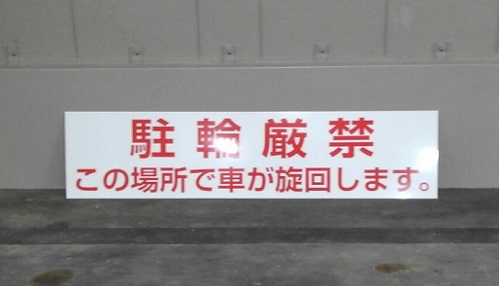 駐輪厳禁
この場所で車が旋回します。